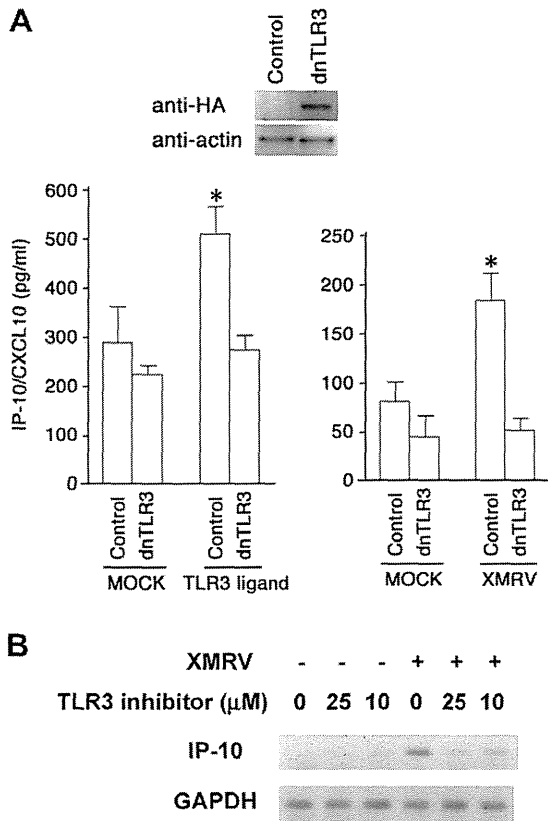 A
Control
dnTLR3
anti-HA
anti-actin
IP-10/CXCL10 (pg/ml)
600
500
400
300
200
100
0
*
Control
dnTLR3
Control
dnTLR3
MOCK
TLR3 ligand
250
200
150
100
50
0
*
Control
dnTLR3
Control
dnTLR3
MOCK
XMRV
B
XMRV - - - + + +
TLR3 inhibitor (μM) 0 25 10 0 25 10
IP-10
GAPDH